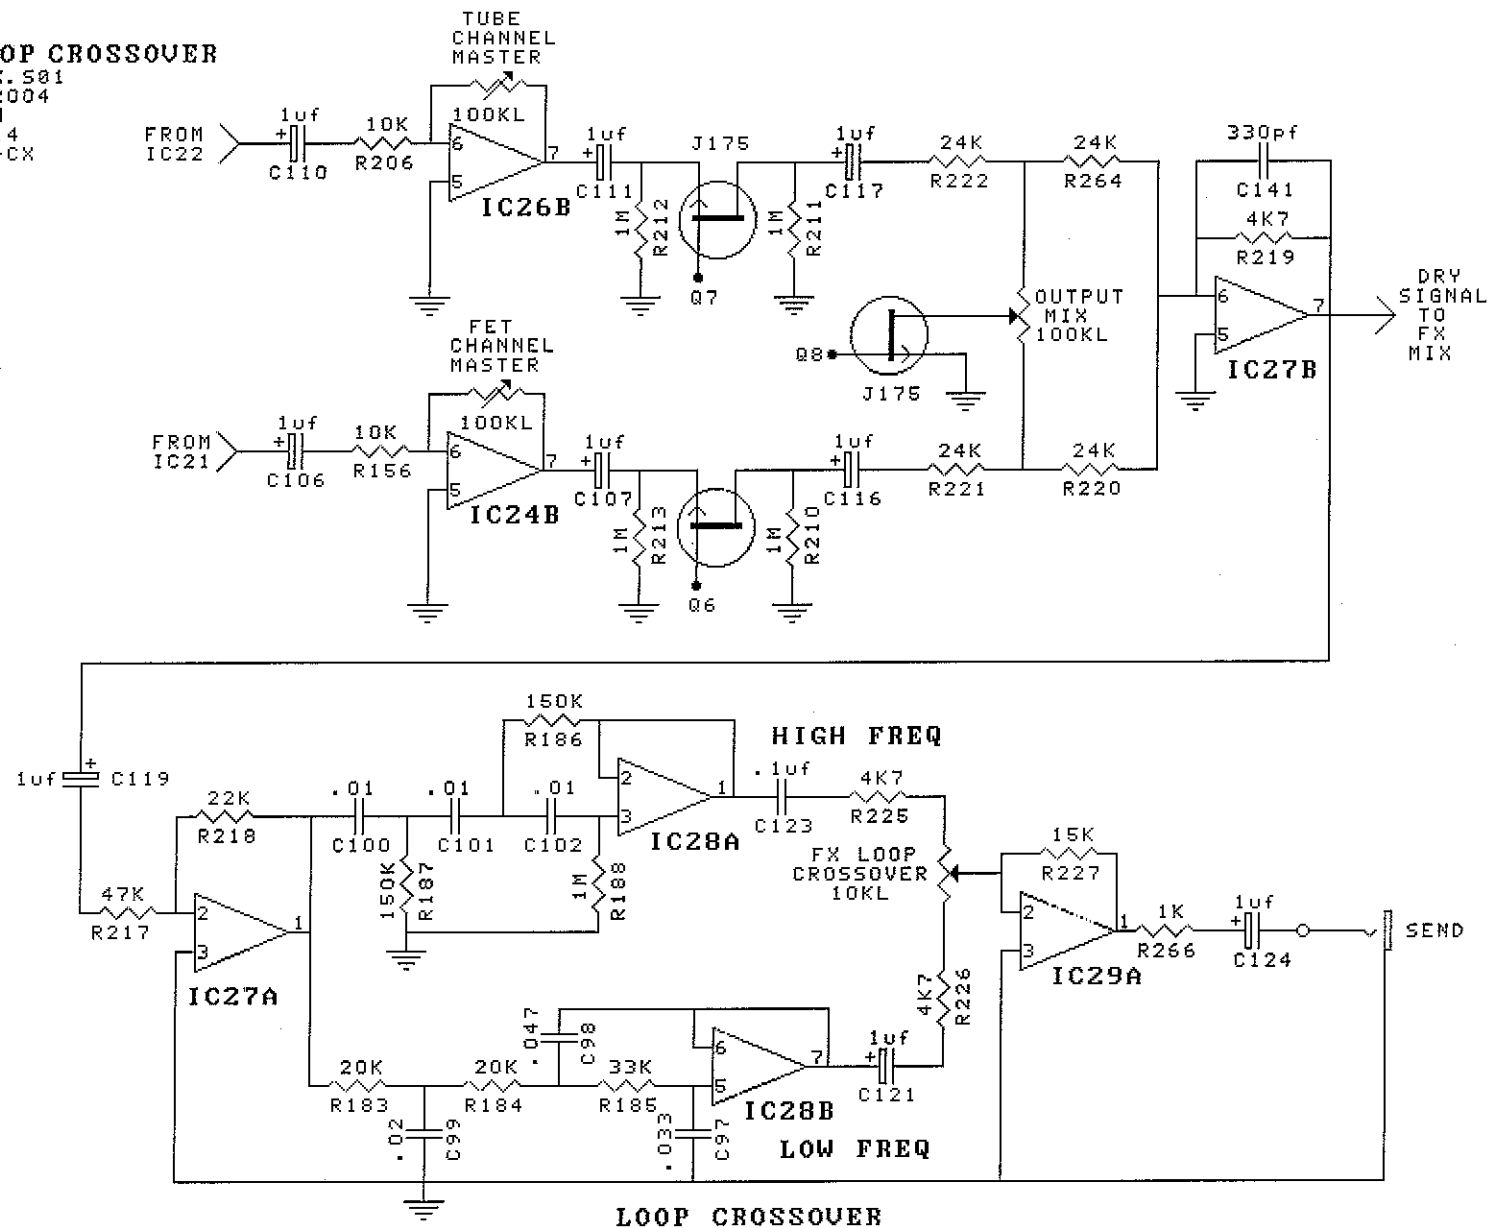 OP CROSSOVER
.S01
2004
4
-CX
TUBE
CHANNEL
MASTER
100KL
FROM
IC22
1uf
+
C110
10K
R206
6
5
7
IC26B
1uf
+
C111
1M
R212
J175
Q7
1M
R211
1uf
+
C117
24K
R222
24K
R264
330pf
C141
4K7
R219
6
5
7
IC27B
DRY
SIGNAL
TO
FX
MIX
OUTPUT
MIX
100KL
Q8
J175
FET
CHANNEL
MASTER
100KL
FROM
IC21
1uf
+
C106
10K
R156
6
5
7
IC24B
1uf
+
C107
1M
R213
Q6
1M
R210
1uf
+
C116
24K
R221
24K
R220
1uf
+
C119
22K
R218
47K
R217
2
3
1
IC27A
.01
C100
150K
R187
.01
C101
150K
R186
.01
C102
1M
R188
2
3
1
IC28A
HIGH FREQ
.1uf
C123
4K7
R225
FX LOOP
CROSSOVER
10KL
4K7
R226
15K
R227
2
3
1
IC29A
1K
R266
1uf
+
C124
SEND
20K
R183
.02
C99
20K
R184
.047
C98
33K
R185
.033
C97
6
5
7
IC28B
1uf
+
C121
LOW FREQ
LOOP CROSSOVER